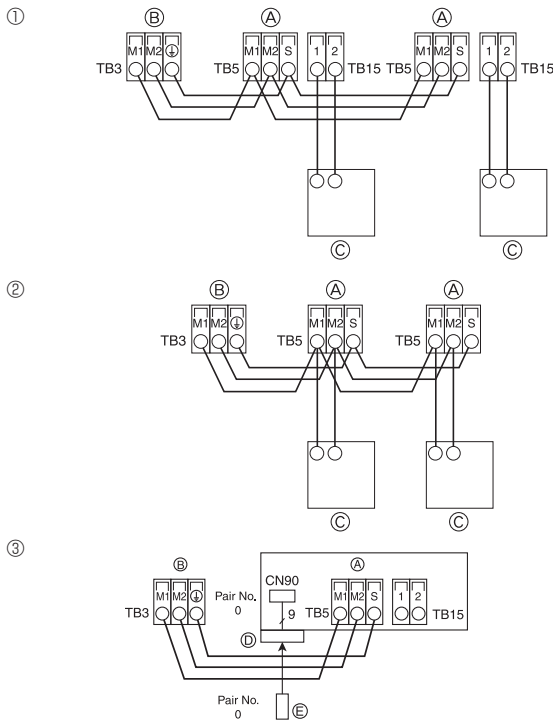 ①
Ⓑ Ⓐ Ⓐ
M1 M2 ⏚ M1 M2 S 1 2 M1 M2 S 1 2
TB3 TB5 TB15 TB5 TB15
Ⓒ Ⓒ
②
Ⓑ Ⓐ Ⓐ
M1 M2 ⏚ M1 M2 S M1 M2 S
TB3 TB5 TB5
Ⓒ Ⓒ
③
Ⓑ Ⓐ
CN90
Pair No.
0
M1 M2 ⏚ 9 M1 M2 S 1 2
TB3 TB5 TB15
Ⓓ
Pair No.
0
Ⓔ